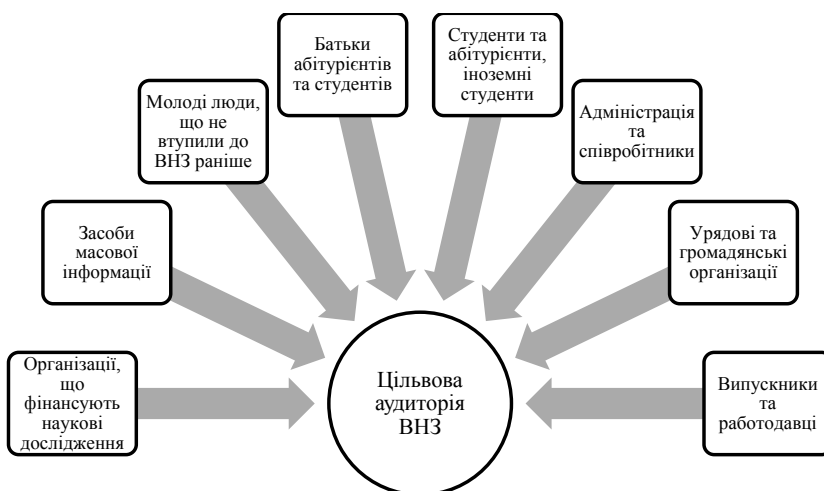 Організації,
що
фінансують
наукові
дослідження
Засоби
масової
інформації
Молоді люди,
що не
втупили до
ВНЗ раніше
Батьки
абітурієнтів
та студентів
Студенти та
абітурієнти,
іноземні
студенти
Адміністрація
та
співробітники
Урядові та
громадянські
організації
Випускники
та
работодавці
Цільвова
аудиторія
ВНЗ